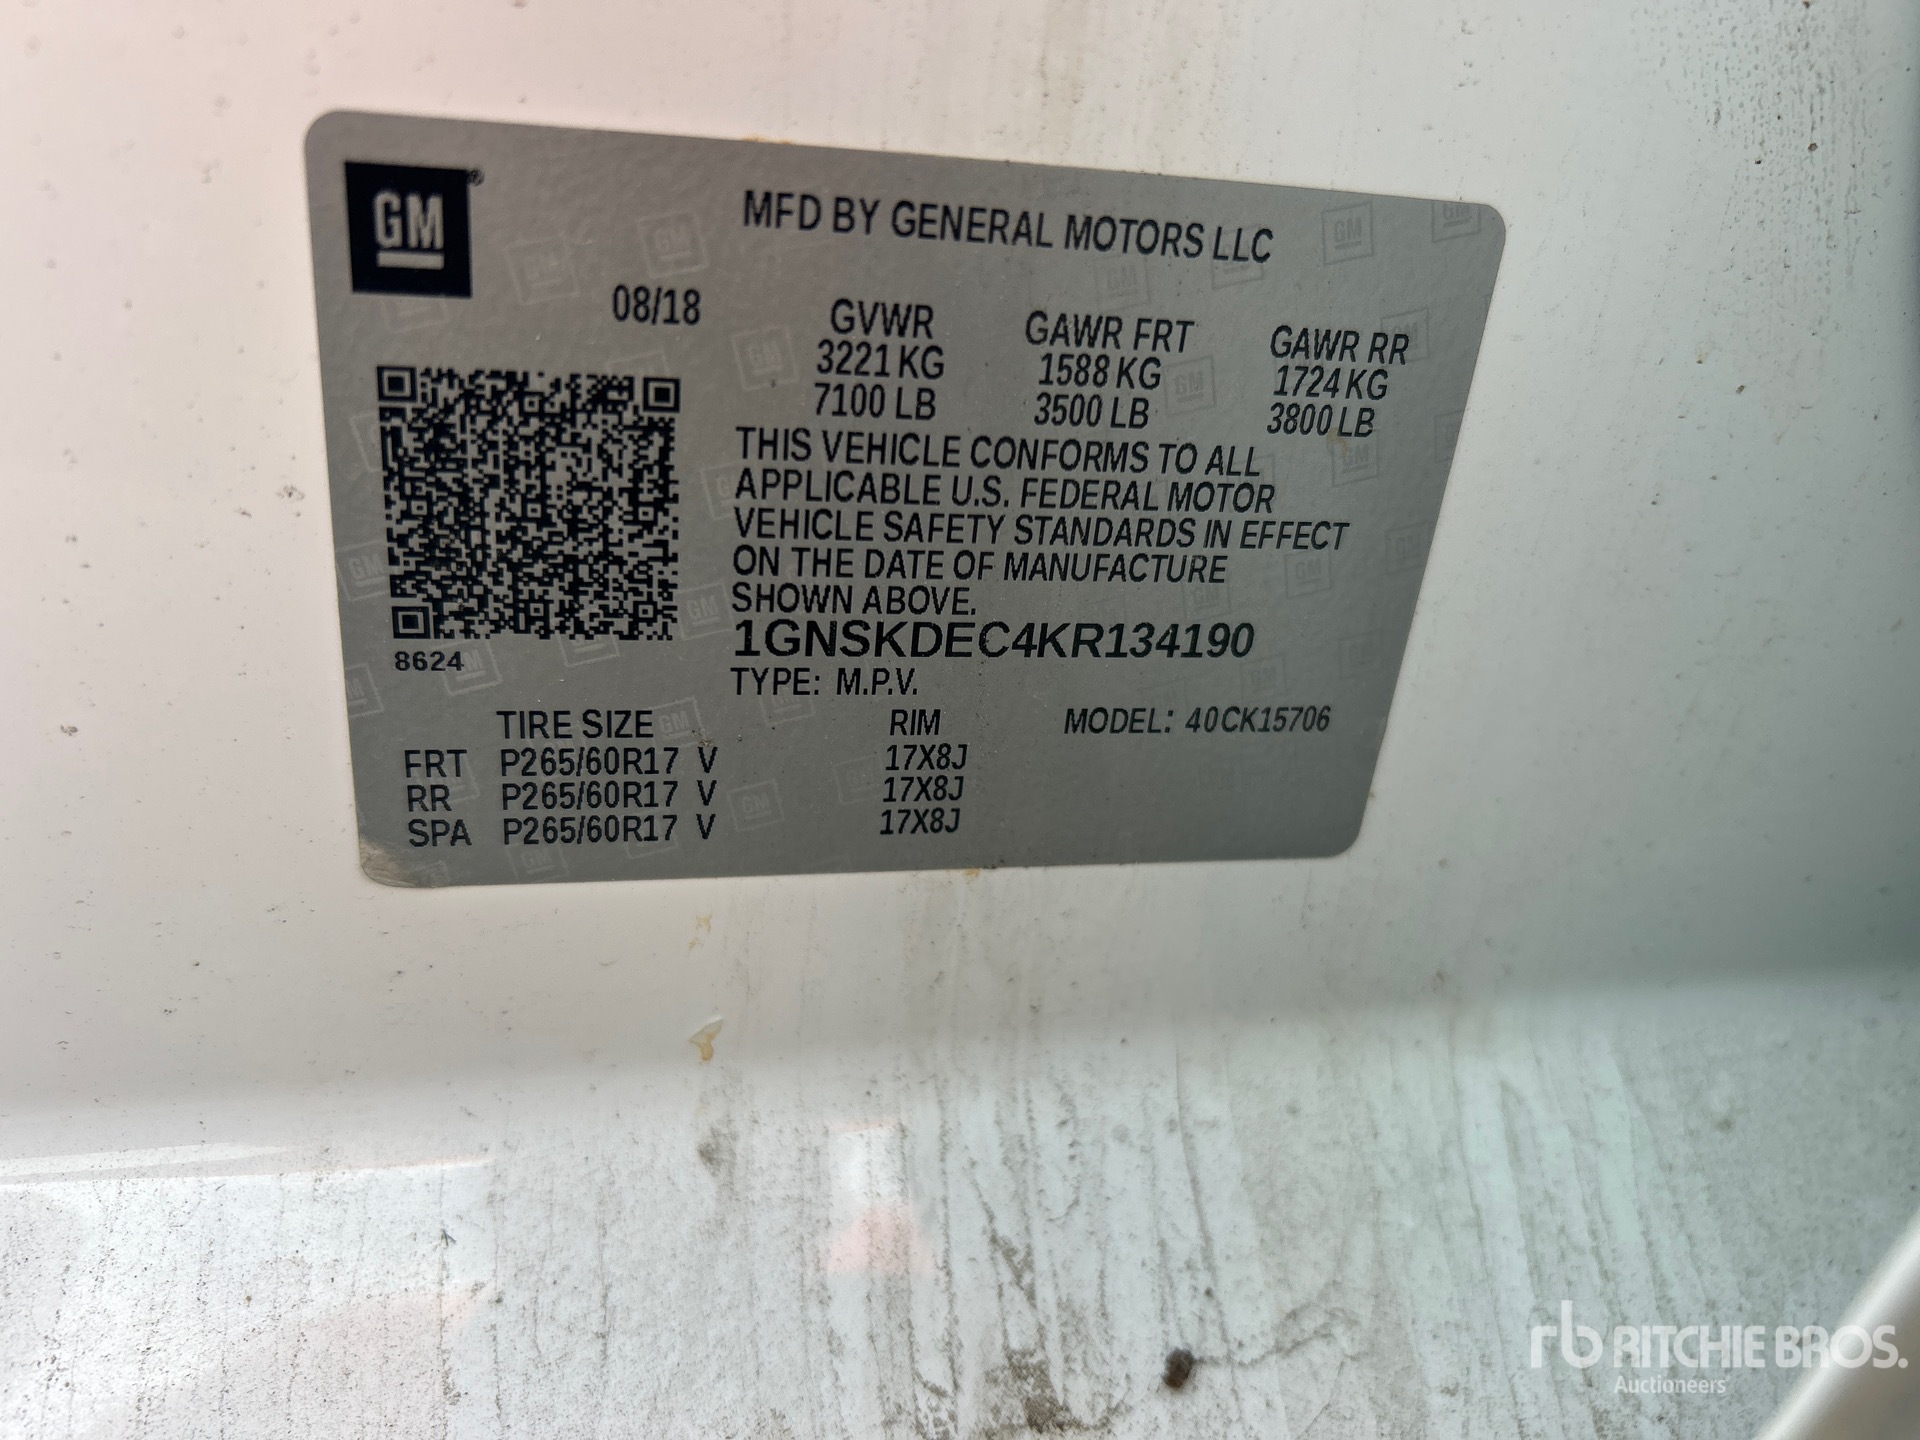 GM®
MFD BY GENERAL MOTORS LLC
08/18
GVWR GAWR FRT GAWR RR
3221 KG 1588 KG 1724 KG
7100 LB 3500 LB 3800 LB
THIS VEHICLE CONFORMS TO ALL
APPLICABLE U.S. FEDERAL MOTOR
VEHICLE SAFETY STANDARDS IN EFFECT
ON THE DATE OF MANUFACTURE
SHOWN ABOVE.
8624
1GNSKDEC4KR134190
TYPE: M.P.V.
TIRE SIZE RIM MODEL: 40CK15706
FRT P265/60R17 V 17X8J
RR P265/60R17 V 17X8J
SPA P265/60R17 V 17X8J
rb RITCHIE BROS.
Auctioneers